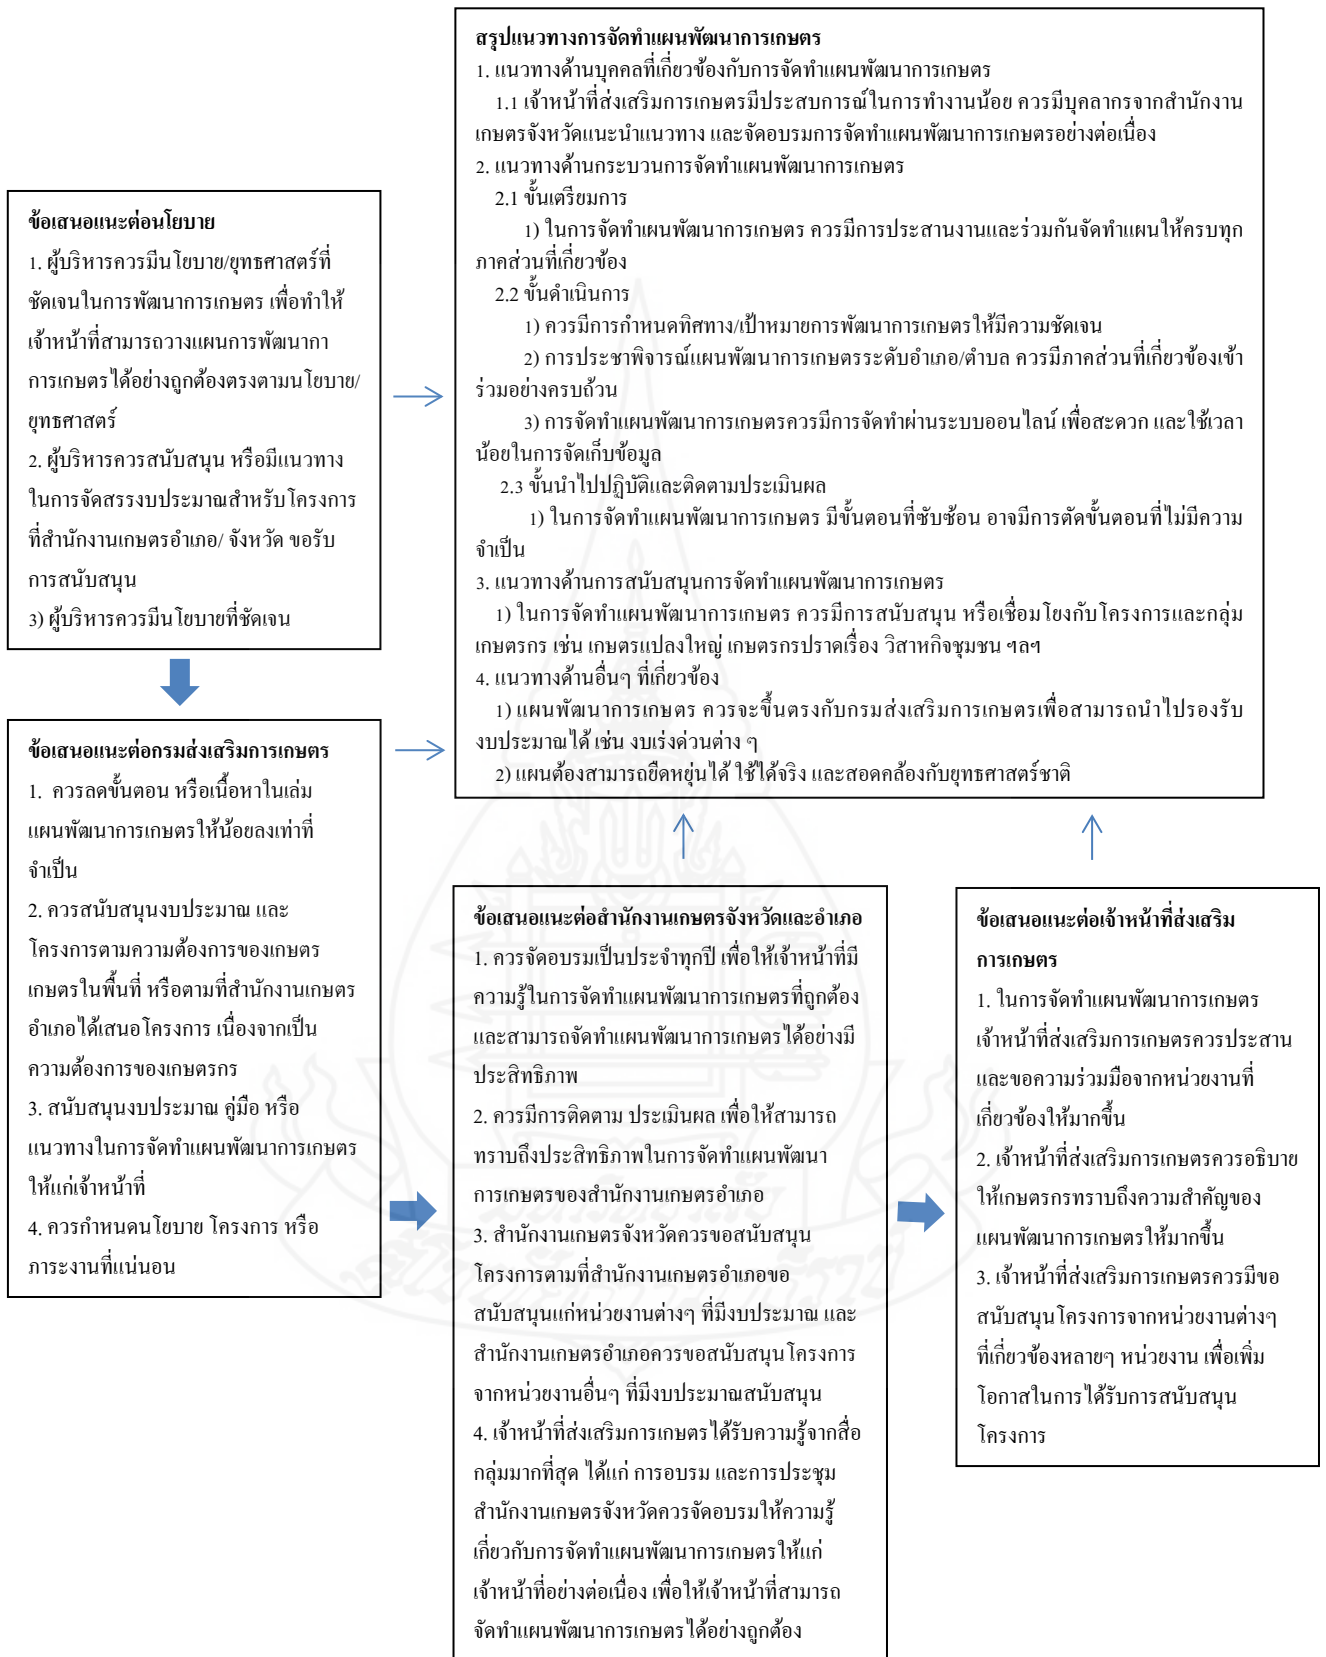 สรุปแนวทางการจัดทำแผนพัฒนาการเกษตร
1. แนวทางด้านบุคคลที่เกี่ยวข้องกับการจัดทำแผนพัฒนาการเกษตร
1.1 เจ้าหน้าที่ส่งเสริมการเกษตรมีประสบการณ์ในการทำงานน้อย ควรมีบุคลากรจากสำนักงาน
เกษตรจังหวัดแนะนำแนวทาง และจัดอบรมการจัดทำแผนพัฒนาการเกษตรอย่างต่อเนื่อง
2. แนวทางด้านกระบวนการจัดทำแผนพัฒนาการเกษตร
2.1 ขั้นเตรียมการ
1) ในการจัดทำแผนพัฒนาการเกษตร ควรมีการประสานงานและร่วมกันจัดทำแผนให้ครบทุก
ภาคส่วนที่เกี่ยวข้อง
2.2 ขั้นดำเนินการ
1) ควรมีการกำหนดทิศทาง/เป้าหมายการพัฒนาการเกษตรให้มีความชัดเจน
2) การประชาพิจารณ์แผนพัฒนาการเกษตรระดับอำเภอ/ตำบล ควรมีภาคส่วนที่เกี่ยวข้องเข้า
ร่วมอย่างครบถ้วน
3) การจัดทำแผนพัฒนาการเกษตรควรมีการจัดทำผ่านระบบออนไลน์ เพื่อสะดวก และใช้เวลา
น้อยในการจัดเก็บข้อมูล
2.3 ขั้นนำไปปฏิบัติและติดตามประเมินผล
1) ในการจัดทำแผนพัฒนาการเกษตร มีขั้นตอนที่ซับซ้อน อาจมีการตัดขั้นตอนที่ไม่มีความ
จำเป็น
3. แนวทางด้านการสนับสนุนการจัดทำแผนพัฒนาการเกษตร
1) ในการจัดทำแผนพัฒนาการเกษตร ควรมีการสนับสนุน หรือเชื่อมโยงกับโครงการและกลุ่ม
เกษตรกร เช่น เกษตรแปลงใหญ่ เกษตรกรปราดเรื่อง วิสาหกิจชุมชน ฯลฯ
4. แนวทางด้านอื่นๆ ที่เกี่ยวข้อง
1) แผนพัฒนาการเกษตร ควรจะขึ้นตรงกับกรมส่งเสริมการเกษตรเพื่อสามารถนำไปรองรับ
งบประมาณได้ เช่น งบเร่งด่วนต่าง ๆ
2) แผนต้องสามารถยืดหยุ่นได้ ใช้ได้จริง และสอดคล้องกับยุทธศาสตร์ชาติ
ข้อเสนอแนะต่อนโยบาย
1. ผู้บริหารควรมีนโยบาย/ยุทธศาสตร์ที่
ชัดเจนในการพัฒนาการเกษตร เพื่อทำให้
เจ้าหน้าที่สามารถวางแผนการพัฒนากา
การเกษตรได้อย่างถูกต้องตรงตามนโยบาย/
ยุทธศาสตร์
2. ผู้บริหารควรสนับสนุน หรือมีแนวทาง
ในการจัดสรรงบประมาณสำหรับโครงการ
ที่สำนักงานเกษตรอำเภอ/ จังหวัด ขอรับ
การสนับสนุน
3) ผู้บริหารควรมีนโยบายที่ชัดเจน
ข้อเสนอแนะต่อกรมส่งเสริมการเกษตร
1. ควรลดขั้นตอน หรือเนื้อหาในเล่ม
แผนพัฒนาการเกษตรให้น้อยลงเท่าที่
จำเป็น
2. ควรสนับสนุนงบประมาณ และ
โครงการตามความต้องการของเกษตร
เกษตรในพื้นที่ หรือตามที่สำนักงานเกษตร
อำเภอได้เสนอโครงการ เนื่องจากเป็น
ความต้องการของเกษตรกร
3. สนับสนุนงบประมาณ คู่มือ หรือ
แนวทางในการจัดทำแผนพัฒนาการเกษตร
ให้แก่เจ้าหน้าที่
4. ควรกำหนดนโยบาย โครงการ หรือ
ภาระงานที่แน่นอน
ข้อเสนอแนะต่อสำนักงานเกษตรจังหวัดและอำเภอ
1. ควรจัดอบรมเป็นประจำทุกปี เพื่อให้เจ้าหน้าที่มี
ความรู้ในการจัดทำแผนพัฒนาการเกษตรที่ถูกต้อง
และสามารถจัดทำแผนพัฒนาการเกษตรได้อย่างมี
ประสิทธิภาพ
2. ควรมีการติดตาม ประเมินผล เพื่อให้สามารถ
ทราบถึงประสิทธิภาพในการจัดทำแผนพัฒนา
การเกษตรของสำนักงานเกษตรอำเภอ
3. สำนักงานเกษตรจังหวัดควรขอสนับสนุน
โครงการตามที่สำนักงานเกษตรอำเภอขอ
สนับสนุนแก่หน่วยงานต่างๆ ที่มีงบประมาณ และ
สำนักงานเกษตรอำเภอควรขอสนับสนุนโครงการ
จากหน่วยงานอื่นๆ ที่มีงบประมาณสนับสนุน
4. เจ้าหน้าที่ส่งเสริมการเกษตรได้รับความรู้จากสื่อ
กลุ่มมากที่สุด ได้แก่ การอบรม และการประชุม
สำนักงานเกษตรจังหวัดควรจัดอบรมให้ความรู้
เกี่ยวกับการจัดทำแผนพัฒนาการเกษตรให้แก่
เจ้าหน้าที่อย่างต่อเนื่อง เพื่อให้เจ้าหน้าที่สามารถ
จัดทำแผนพัฒนาการเกษตรได้อย่างถูกต้อง
ข้อเสนอแนะต่อเจ้าหน้าที่ส่งเสริม
การเกษตร
1. ในการจัดทำแผนพัฒนาการเกษตร
เจ้าหน้าที่ส่งเสริมการเกษตรควรประสาน
และขอความร่วมมือจากหน่วยงานที่
เกี่ยวข้องให้มากขึ้น
2. เจ้าหน้าที่ส่งเสริมการเกษตรควรอธิบาย
ให้เกษตรกรทราบถึงความสำคัญของ
แผนพัฒนาการเกษตรให้มากขึ้น
3. เจ้าหน้าที่ส่งเสริมการเกษตรควรมีขอ
สนับสนุนโครงการจากหน่วยงานต่างๆ
ที่เกี่ยวข้องหลายๆ หน่วยงาน เพื่อเพิ่ม
โอกาสในการได้รับการสนับสนุน
โครงการ